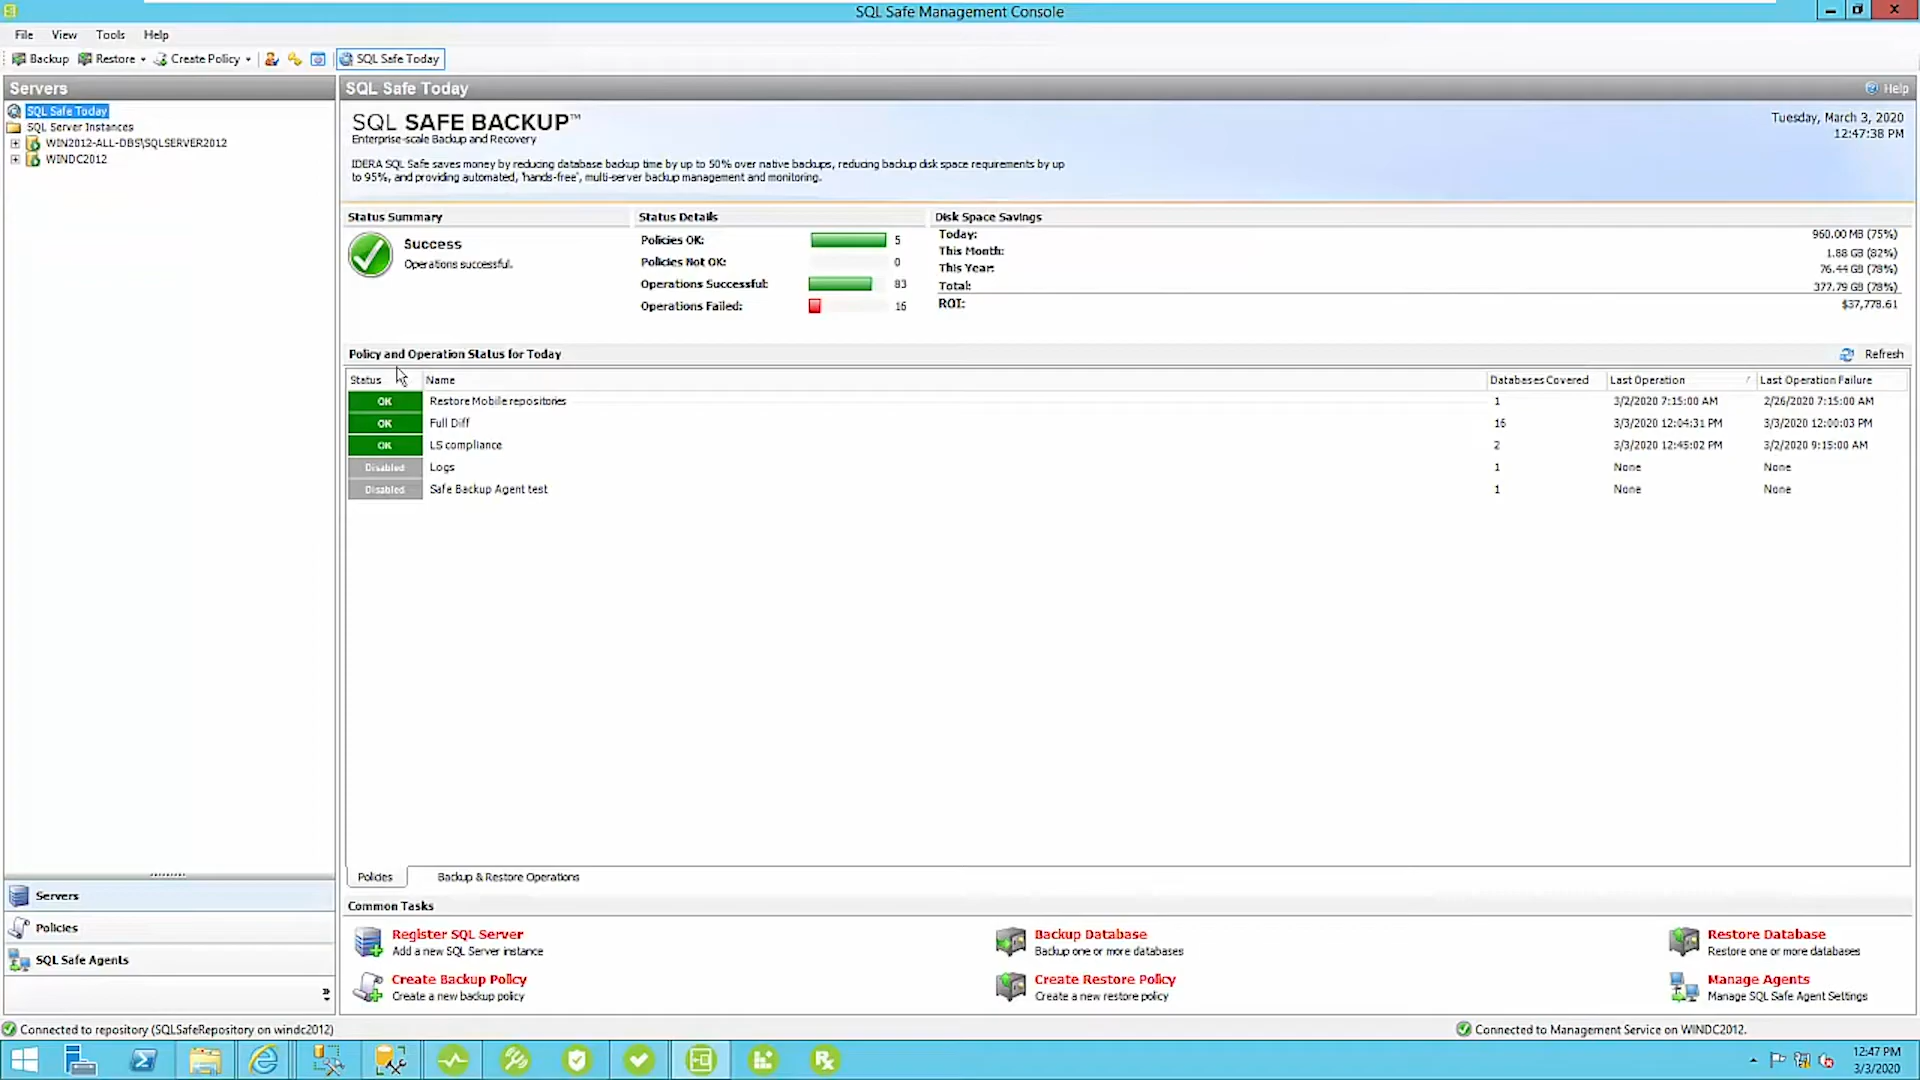 SQL Safe Management Console
File View Tools Help
Backup Restore Create Policy SQL Safe Today
Servers
SQL Safe Today
SQL Server Instances
WIN2012-ALL-DBS\SQLSERVER2012
WINDC2012
SQL Safe Today
Help
SQL SAFE BACKUP™
Enterprise-scale Backup and Recovery
Tuesday, March 3, 2020
12:47:38 PM
IDERA SQL Safe saves money by reducing database backup time by up to 50% over native backups, reducing backup disk space requirements by up
to 95%, and providing automated, 'hands-free', multi-server backup management and monitoring.
Status Summary
Success
Operations successful.
Status Details
Policies OK: 5
Policies Not OK: 0
Operations Successful: 83
Operations Failed: 16
Disk Space Savings
Today: 960.00 MB (75%)
This Month: 1.88 GB (82%)
This Year: 76.44 GB (78%)
Total: 377.79 GB (78%)
ROI: $37,778.61
Policy and Operation Status for Today
Refresh
Status Name Databases Covered Last Operation Last Operation Failure
OK Restore Mobile repositories 1 3/2/2020 7:15:00 AM 2/26/2020 7:15:00 AM
OK Full Diff 16 3/3/2020 12:04:31 PM 3/3/2020 12:00:03 PM
OK LS compliance 2 3/3/2020 12:45:02 PM 3/2/2020 9:15:00 AM
Disabled Logs 1 None None
Disabled Safe Backup Agent test 1 None None
Policies Backup & Restore Operations
Servers
Policies
SQL Safe Agents
Common Tasks
Register SQL Server
Add a new SQL Server instance
Backup Database
Backup one or more databases
Restore Database
Restore one or more databases
Create Backup Policy
Create a new backup policy
Create Restore Policy
Create a new restore policy
Manage Agents
Manage SQL Safe Agent Settings
Connected to repository (SQLSafeRepository on windc2012)
Connected to Management Service on WINDC2012.
12:47 PM
3/3/2020